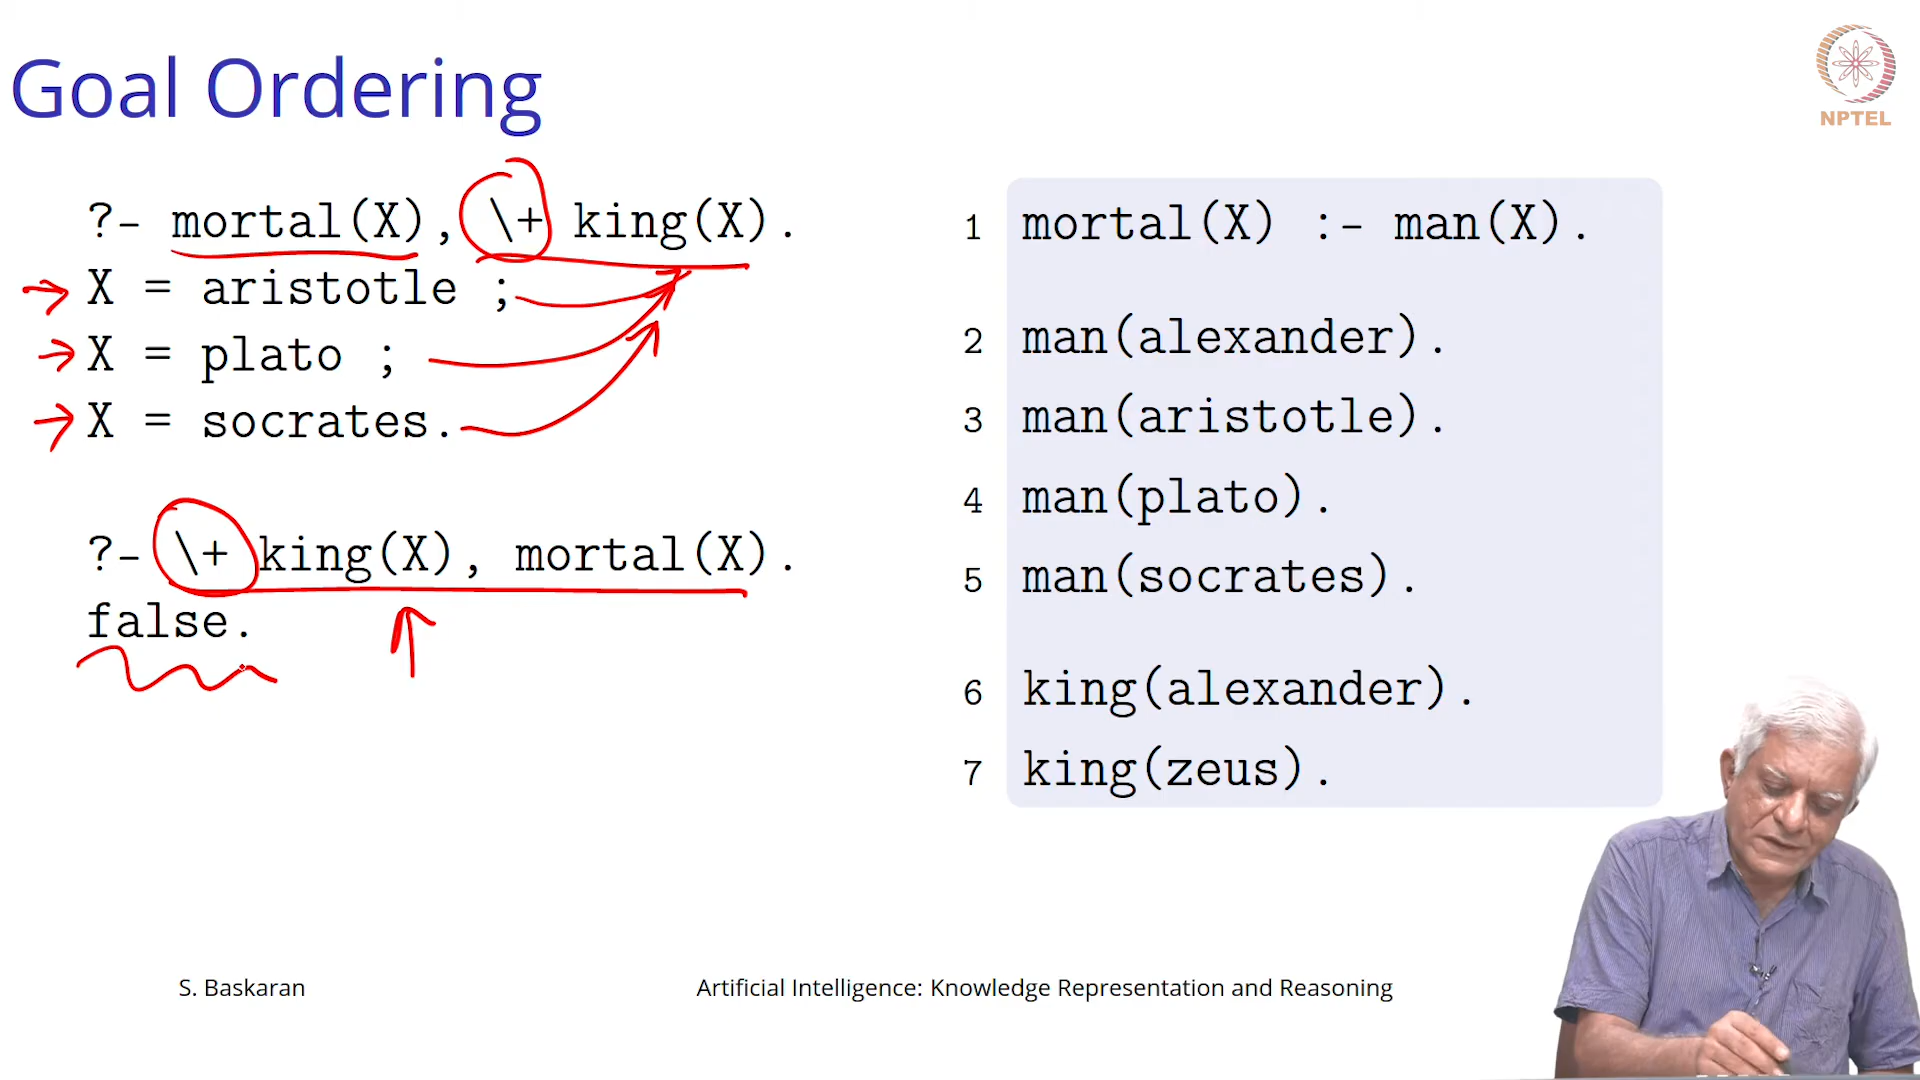 Goal Ordering
NPTEL
?- mortal(X), \+ king(X).
X = aristotle ;
X = plato ;
X = socrates.
?- \+ king(X), mortal(X).
false.
1 mortal(X) :- man(X).
2 man(alexander).
3 man(aristotle).
4 man(plato).
5 man(socrates).
6 king(alexander).
7 king(zeus).
S. Baskaran
Artificial Intelligence: Knowledge Representation and Reasoning